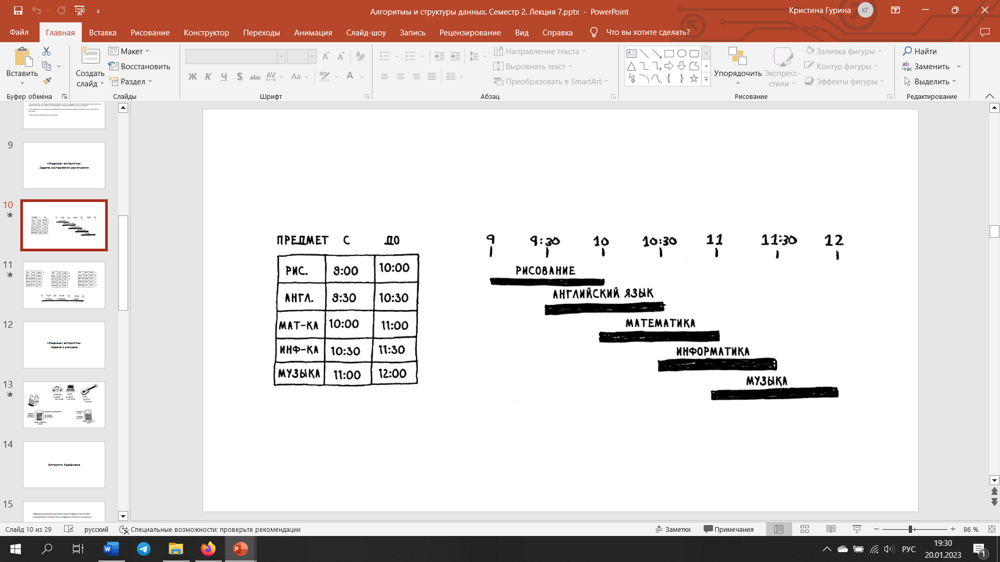 Алгоритмы и структуры данных. Семестр 2. Лекция 7.pptx - PowerPoint
Кристина Гурина
КГ
Файл
Главная
Вставка
Рисование
Конструктор
Переходы
Анимация
Слайд-шоу
Запись
Рецензирование
Вид
Справка
Что вы хотите сделать?
Вставить
Буфер обмена
Создать слайд
Макет
Восстановить
Раздел
Слайды
Ж К Ч S abc AV Aa A
Шрифт
Направление текста
Выровнять текст
Преобразовать в SmartArt
Абзац
Упорядочить
Экспресс-стили
Заливка фигуры
Контур фигуры
Эффекты фигуры
Рисование
Найти
Заменить
Выделить
Редактирование
9
«Жадные» алгоритмы.
Задача составления расписания
10
11
12
«Жадные» алгоритмы.
Задача о рюкзаке
13
14
Алгоритм Хаффмана
15
ПРЕДМЕТ С ДО
РИС. 9:00 10:00
АНГЛ. 9:30 10:30
МАТ-КА 10:00 11:00
ИНФ-КА 10:30 11:30
МУЗЫКА 11:00 12:00
9 9:30 10 10:30 11 11:30 12
РИСОВАНИЕ
АНГЛИЙСКИЙ ЯЗЫК
МАТЕМАТИКА
ИНФОРМАТИКА
МУЗЫКА
Слайд 10 из 29
русский
Специальные возможности: проверьте рекомендации
Заметки
Примечания
86 %
РУС
19:30
20.01.2023
1